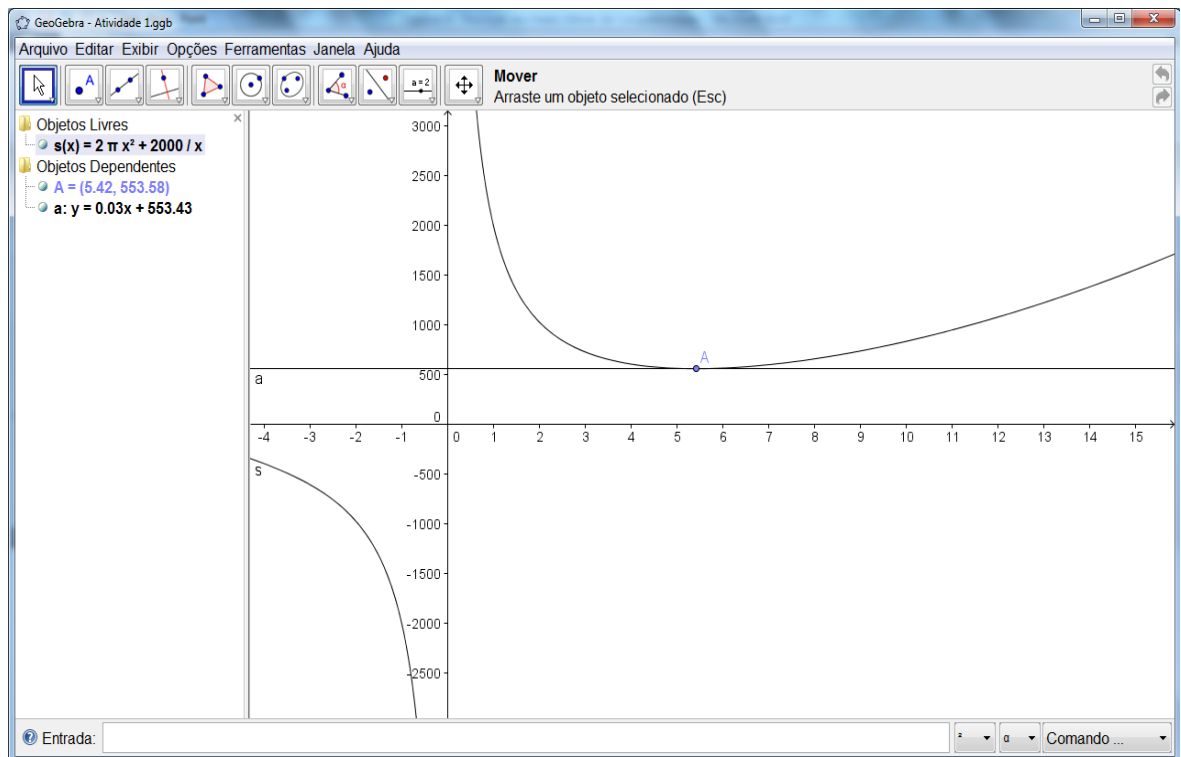 GeoGebra - Atividade 1.ggb
Arquivo Editar Exibir Opções Ferramentas Janela Ajuda
A
α
a = 2
Mover
Arraste um objeto selecionado (Esc)
Objetos Livres
s(x) = 2 π x² + 2000 / x
Objetos Dependentes
A = (5.42, 553.58)
a: y = 0.03x + 553.43
3000
2500
2000
1500
1000
A
500
a
0
-4 -3 -2 -1 0 1 2 3 4 5 6 7 8 9 10 11 12 13 14 15
s
-500
-1000
-1500
-2000
-2500
Entrada:
²
α
Comando ...